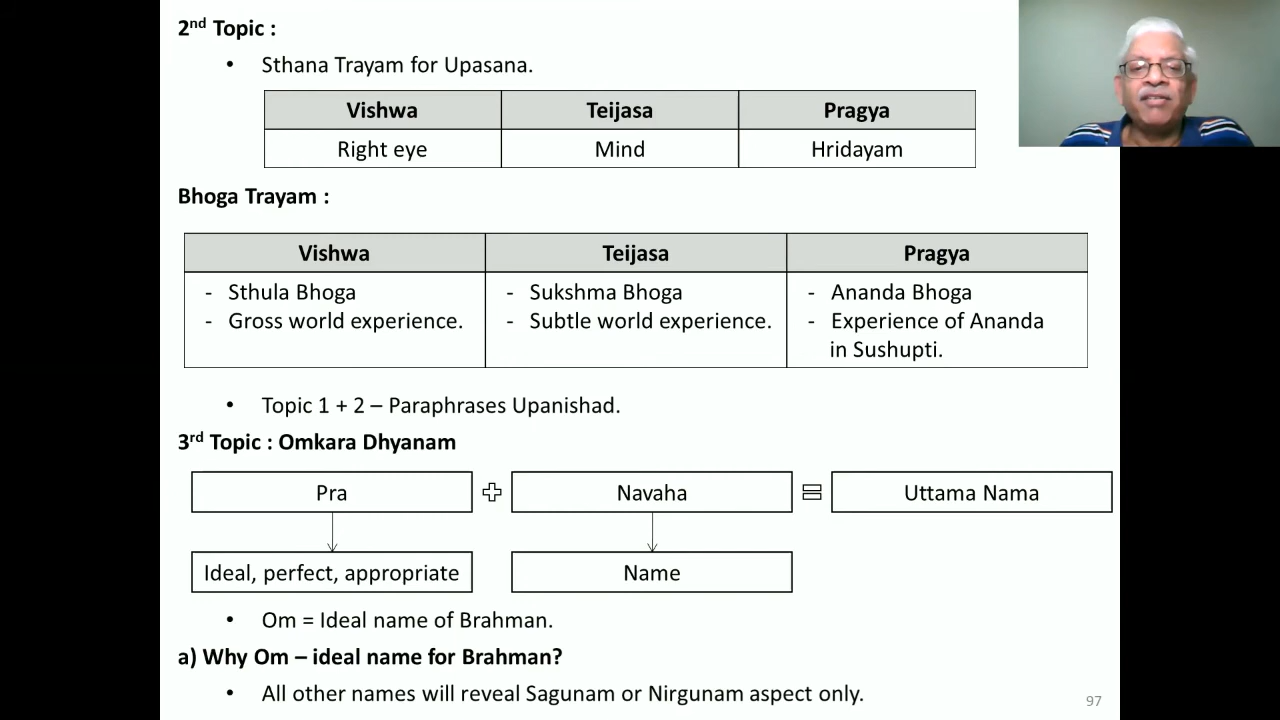 2nd Topic :
• Sthana Trayam for Upasana.
Vishwa Teijasa Pragya
Right eye Mind Hridayam
Bhoga Trayam :
Vishwa Teijasa Pragya
- Sthula Bhoga - Sukshma Bhoga - Ananda Bhoga
- Gross world experience. - Subtle world experience. - Experience of Ananda
in Sushupti.
• Topic 1 + 2 – Paraphrases Upanishad.
3rd Topic : Omkara Dhyanam
Pra + Navaha = Uttama Nama
Ideal, perfect, appropriate Name
• Om = Ideal name of Brahman.
a) Why Om – ideal name for Brahman?
• All other names will reveal Sagunam or Nirgunam aspect only.
97